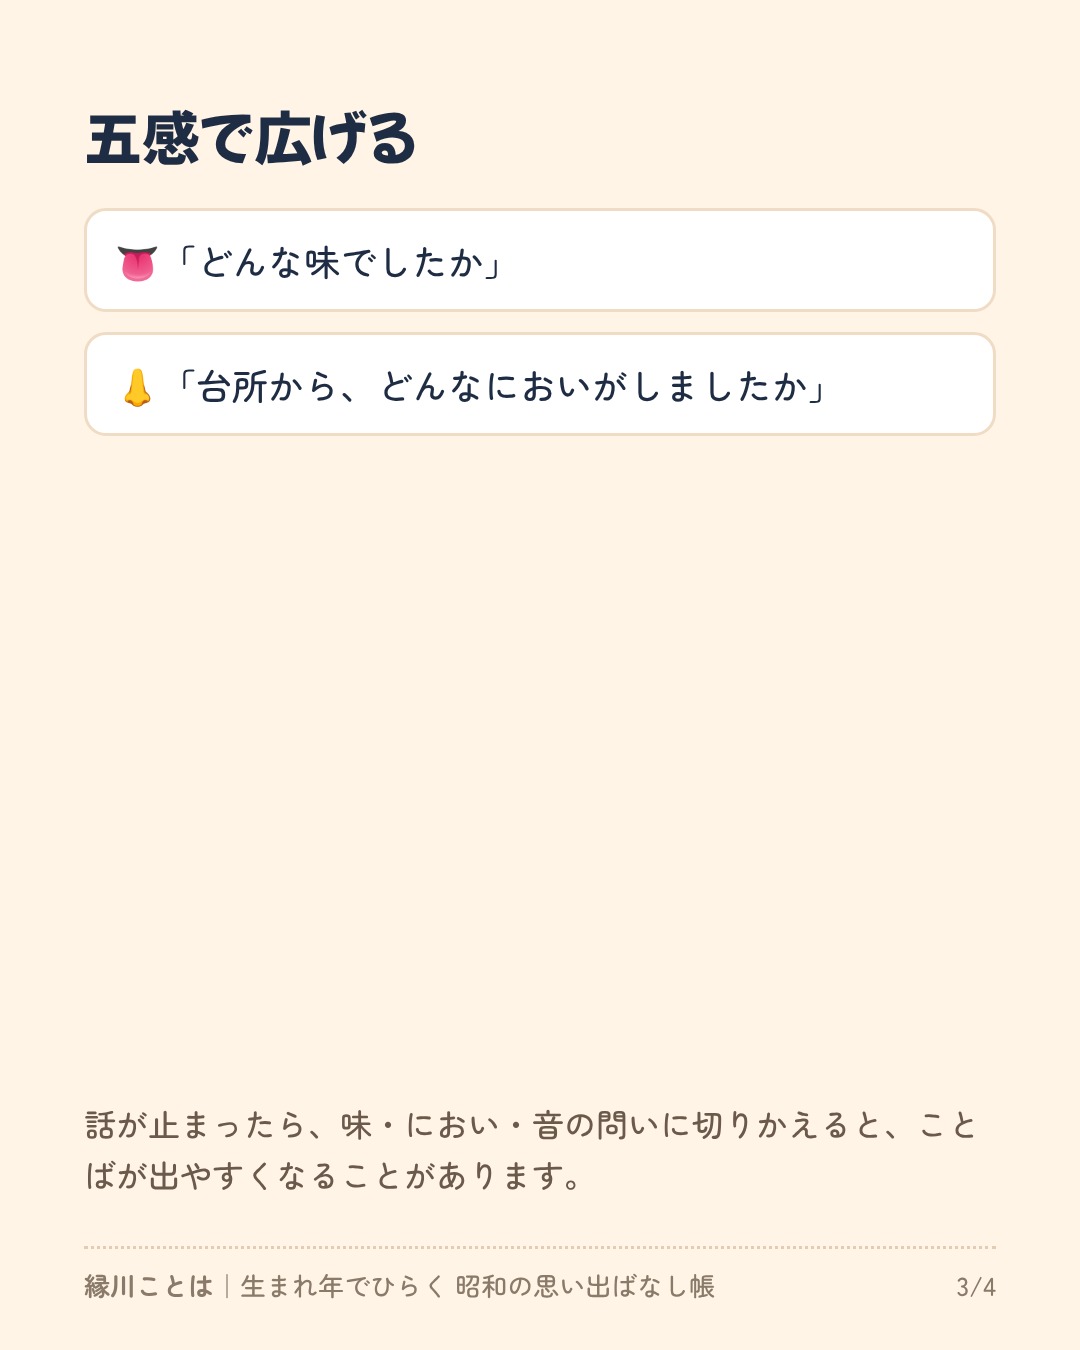 五感で広げる
👅「どんな味でしたか」
👃「台所から、どんなにおいがしましたか」
話が止まったら、味・におい・音の問いに切りかえると、こと
ばが出やすくなることがあります。
縁川ことは｜生まれ年でひらく 昭和の思い出ばなし帳
3/4